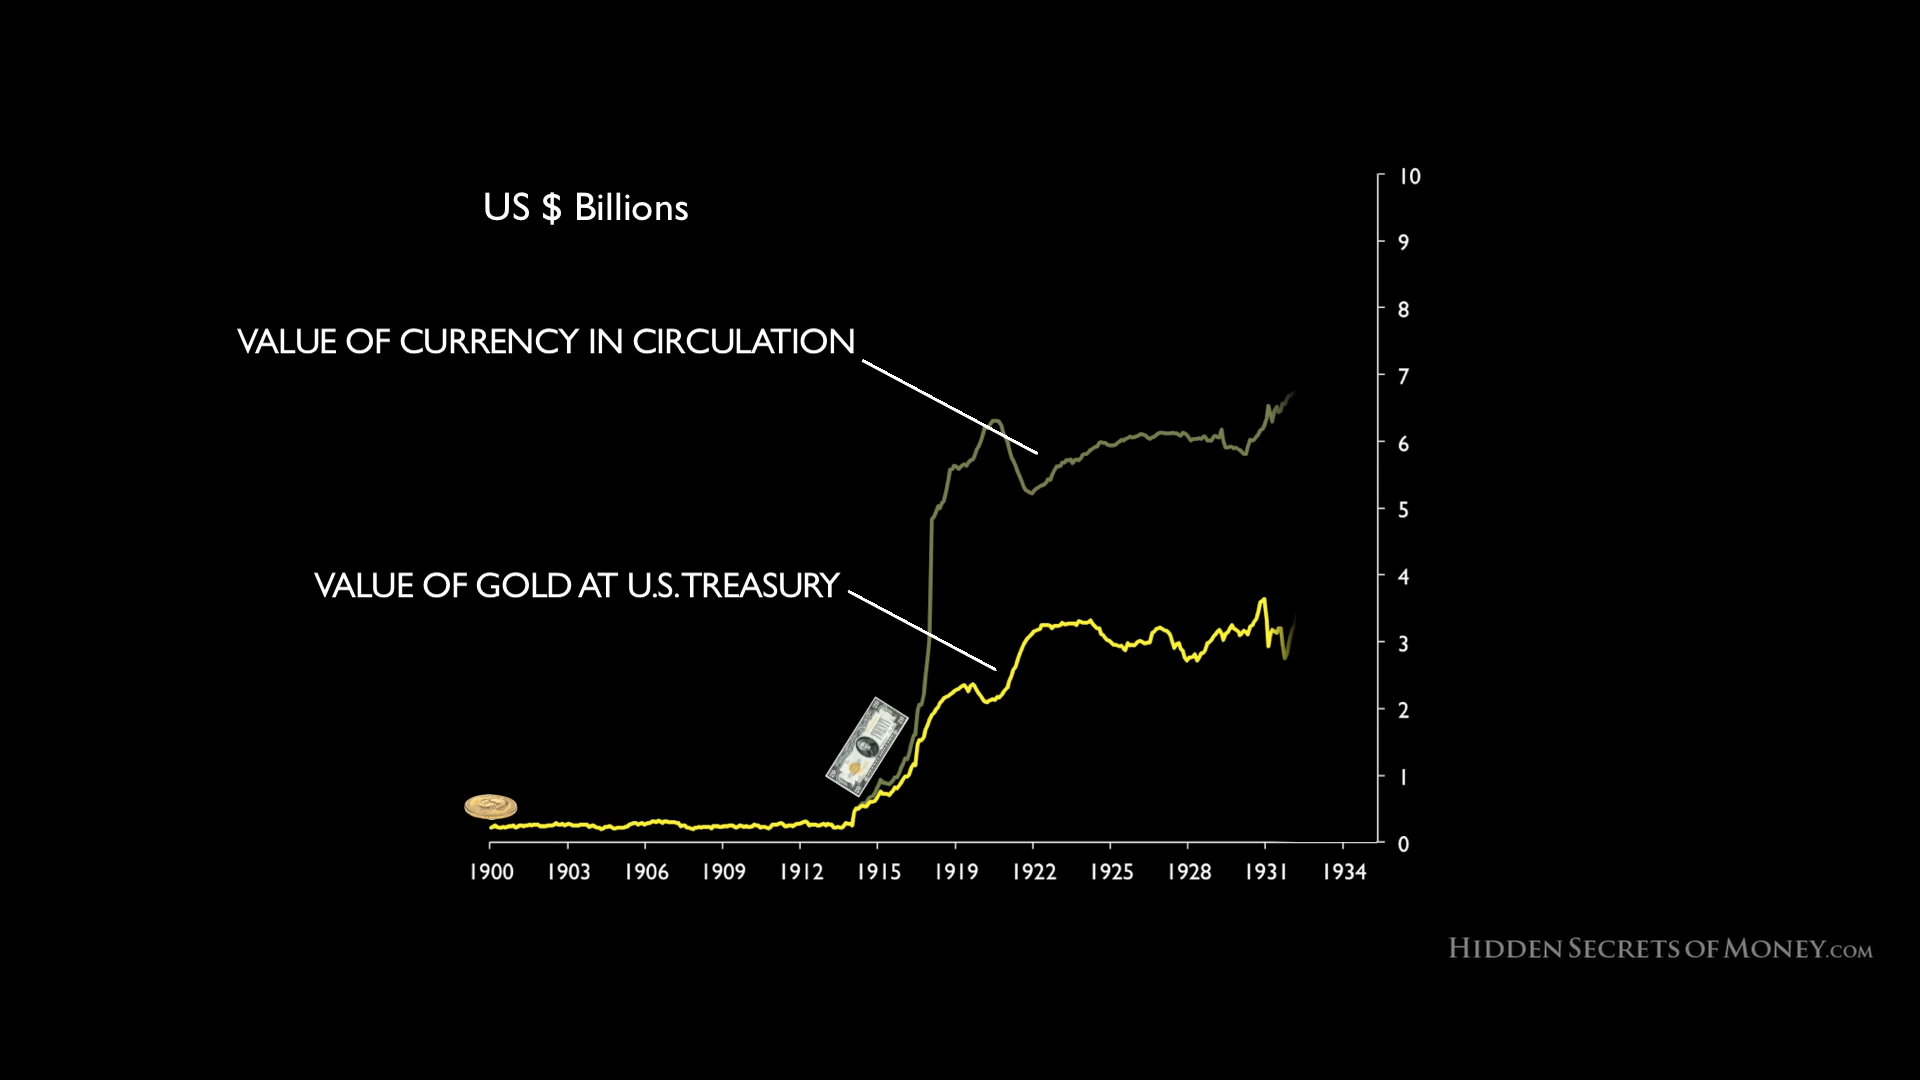 US $ Billions
VALUE OF CURRENCY IN CIRCULATION
VALUE OF GOLD AT U.S. TREASURY
10
9
8
7
6
5
4
3
2
1
0
1900 1903 1906 1909 1912 1915 1919 1922 1925 1928 1931 1934
HIDDEN SECRETS OF MONEY.COM